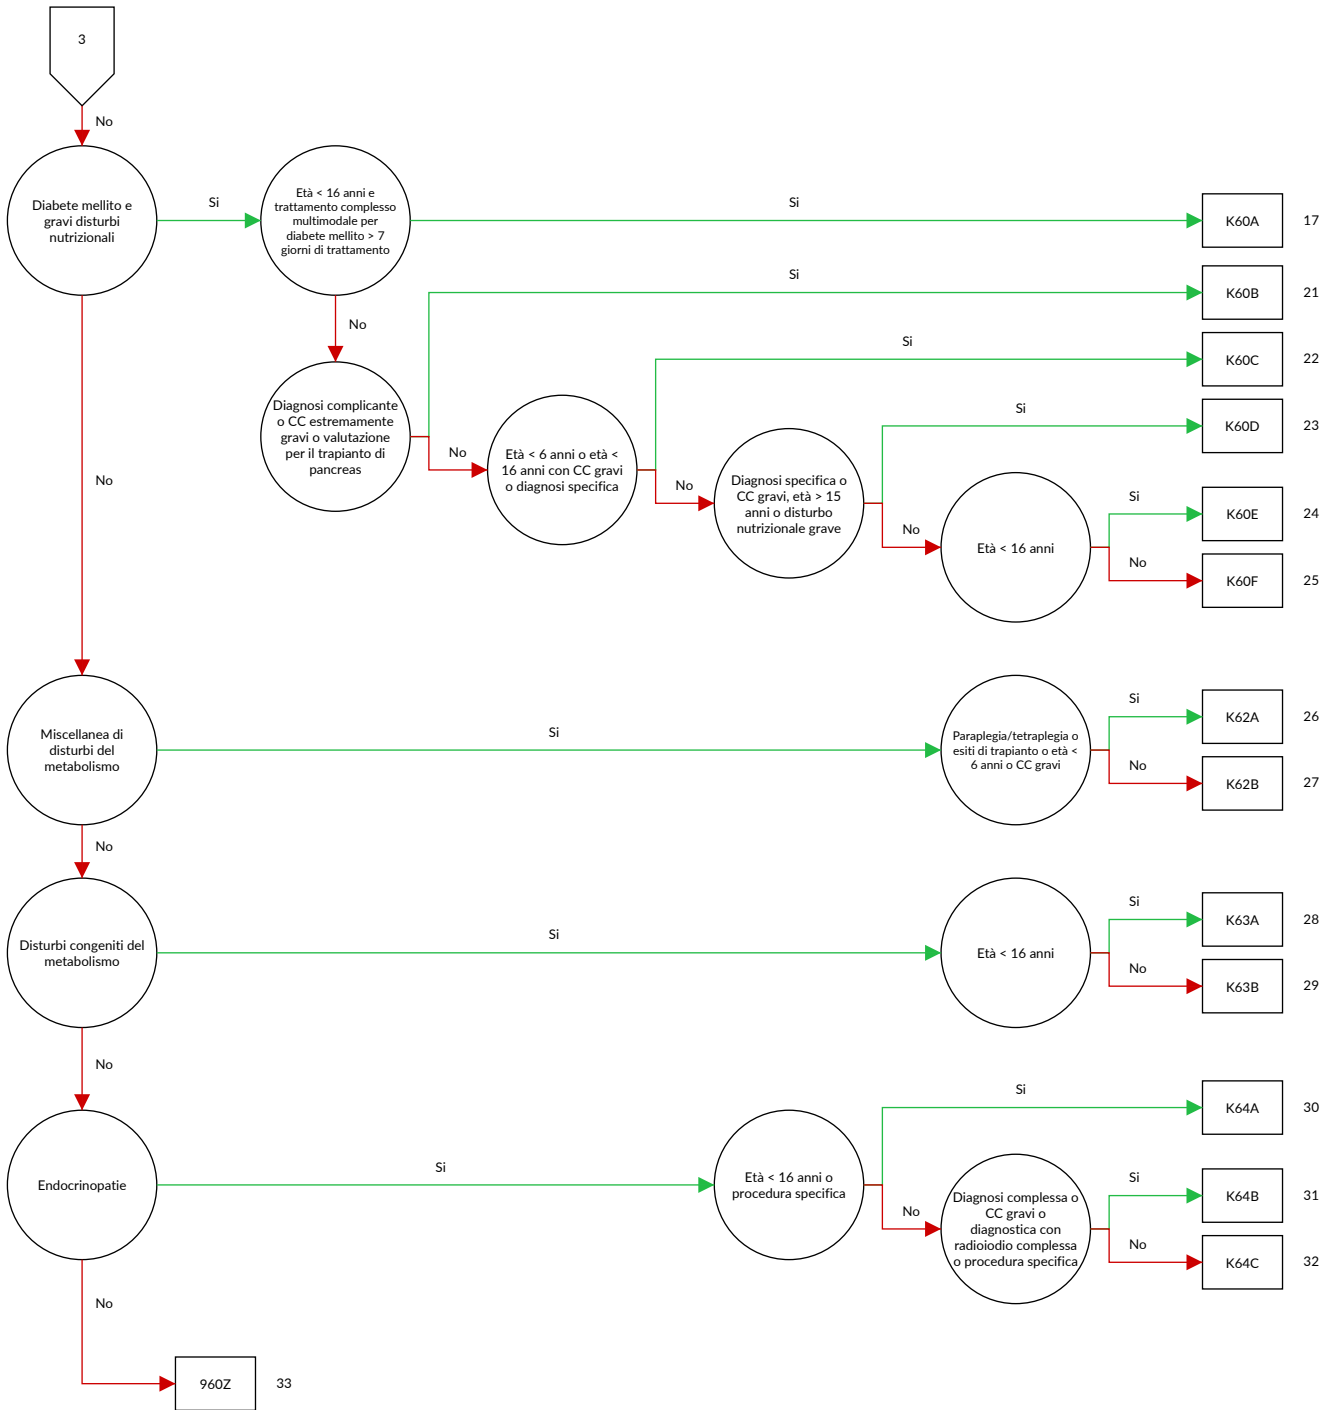 3
No
Diabete mellito e
gravi disturbi
nutrizionali
Si
Età < 16 anni e
trattamento complesso
multimodale per
diabete mellito > 7
giorni di trattamento
Si
K60A
17
Si
K60B
21
No
Si
K60C
22
Diagnosi complicante
o CC estremamente
gravi o valutazione
per il trapianto di
pancreas
No
Età < 6 anni o età <
16 anni con CC gravi
o diagnosi specifica
Si
K60D
23
No
No
Diagnosi specifica o
CC gravi, età > 15
anni o disturbo
nutrizionale grave
No
Età < 16 anni
Si
K60E
24
No
K60F
25
Miscellanea di
disturbi del
metabolismo
Si
Paraplegia/tetraplegia o
esiti di trapianto o età <
6 anni o CC gravi
Si
K62A
26
No
K62B
27
No
Disturbi congeniti del
metabolismo
Si
Età < 16 anni
Si
K63A
28
No
K63B
29
No
Endocrinopatie
Si
Età < 16 anni o
procedura specifica
Si
K64A
30
No
Diagnosi complessa o
CC gravi o
diagnostica con
radioiodio complessa
o procedura specifica
Si
K64B
31
No
K64C
32
No
960Z
33